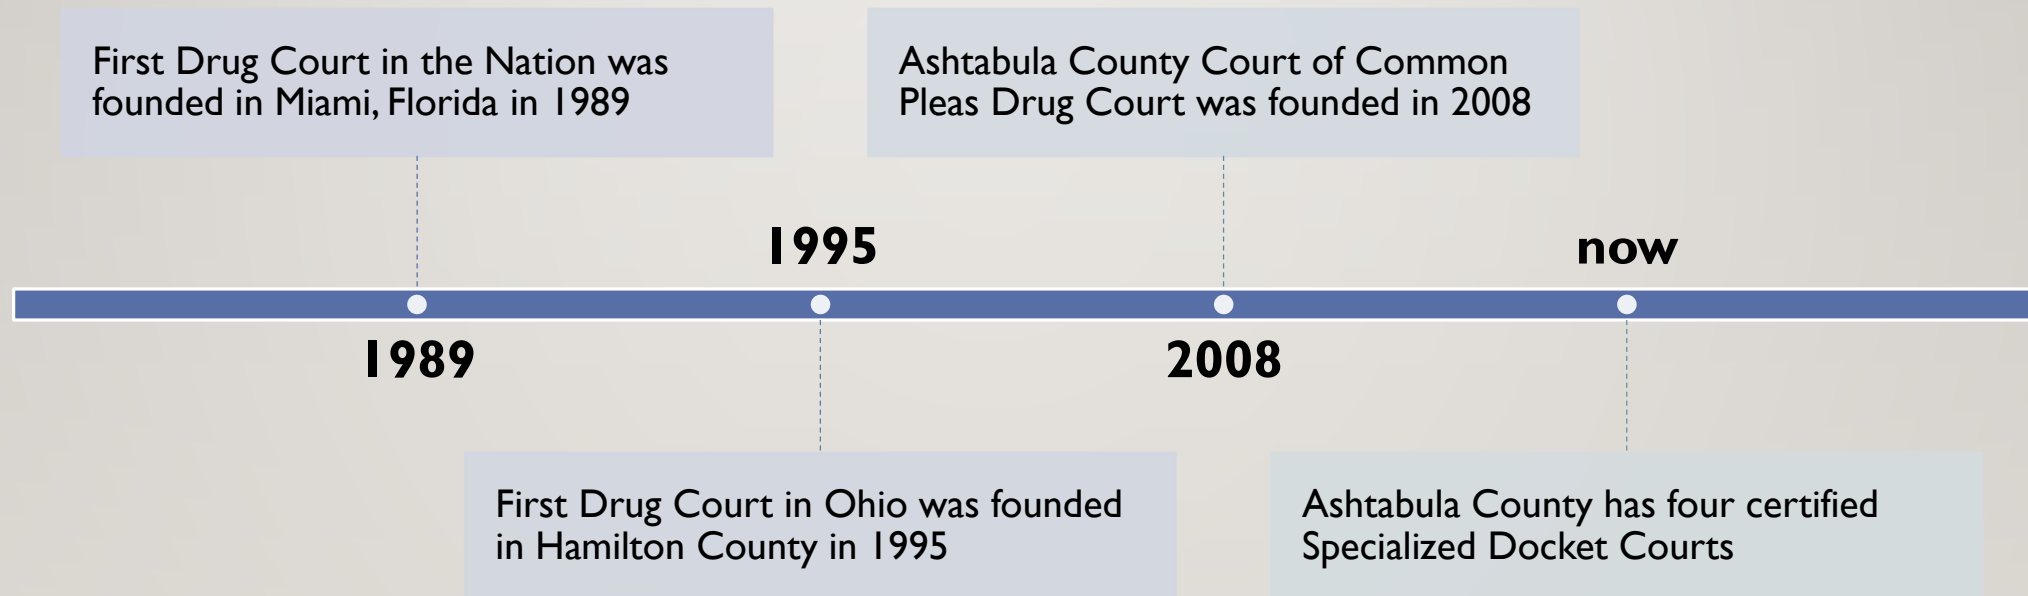 First Drug Court in the Nation was
founded in Miami, Florida in 1989
Ashtabula County Court of Common
Pleas Drug Court was founded in 2008
1995
now
1989
2008
First Drug Court in Ohio was founded
in Hamilton County in 1995
Ashtabula County has four certified
Specialized Docket Courts